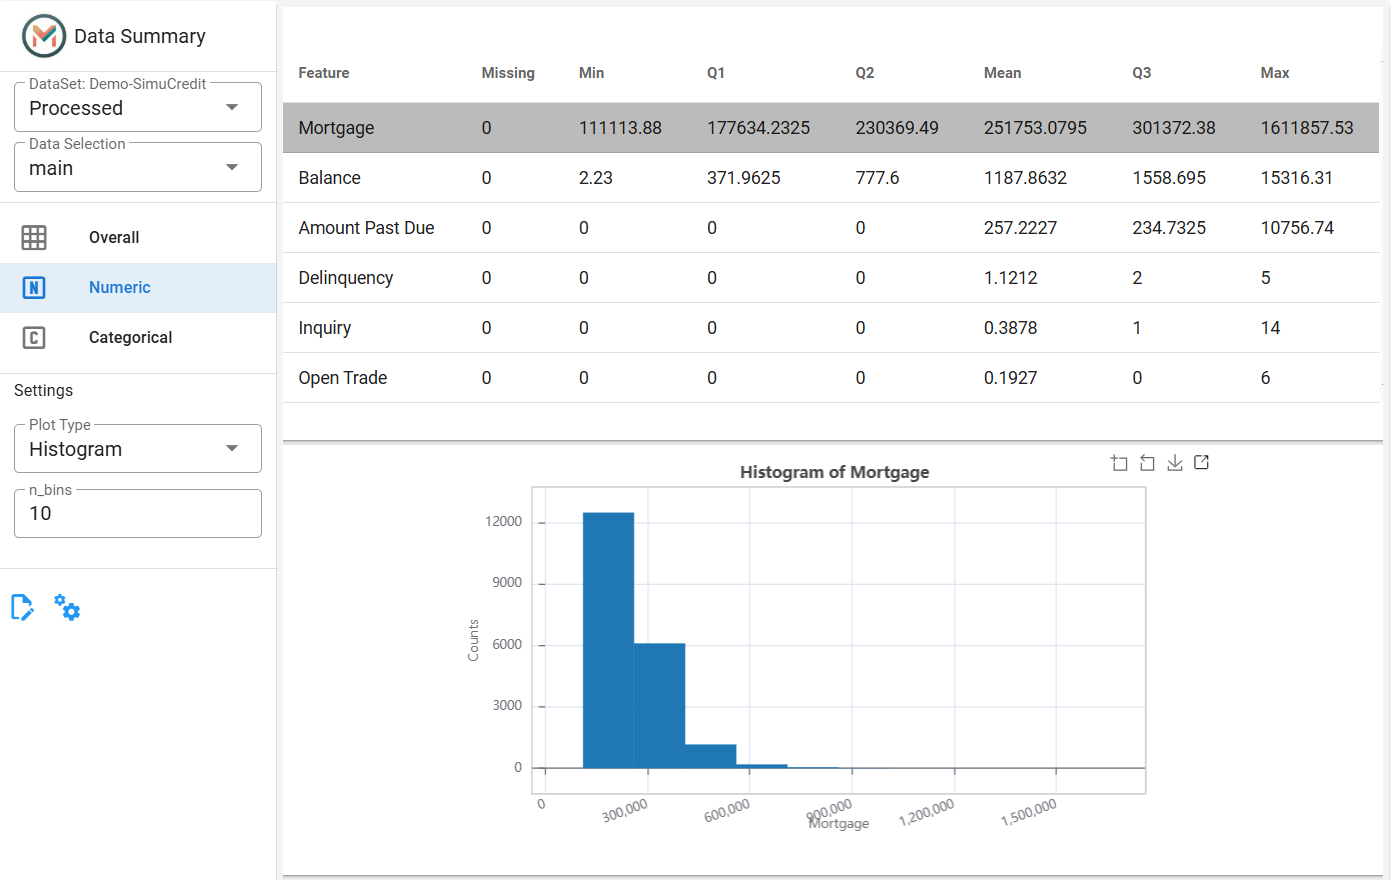 Data Summary
DataSet: Demo-SimuCredit
Processed
Data Selection
main
Overall
N Numeric
C Categorical
Settings
Plot Type
Histogram
n_bins
10
Feature Missing Min Q1 Q2 Mean Q3 Max
Mortgage 0 111113.88 177634.2325 230369.49 251753.0795 301372.38 1611857.53
Balance 0 2.23 371.9625 777.6 1187.8632 1558.695 15316.31
Amount Past Due 0 0 0 0 257.2227 234.7325 10756.74
Delinquency 0 0 0 0 1.1212 2 5
Inquiry 0 0 0 0 0.3878 1 14
Open Trade 0 0 0 0 0.1927 0 6
Histogram of Mortgage
Counts
12000
9000
6000
3000
0
0 300,000 600,000 900,000 1,200,000 1,500,000
Mortgage